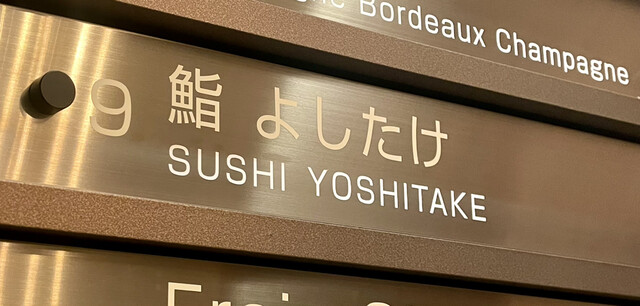 Bordeaux Champagne
9 鮨 よしたけ
SUSHI YOSHITAKE